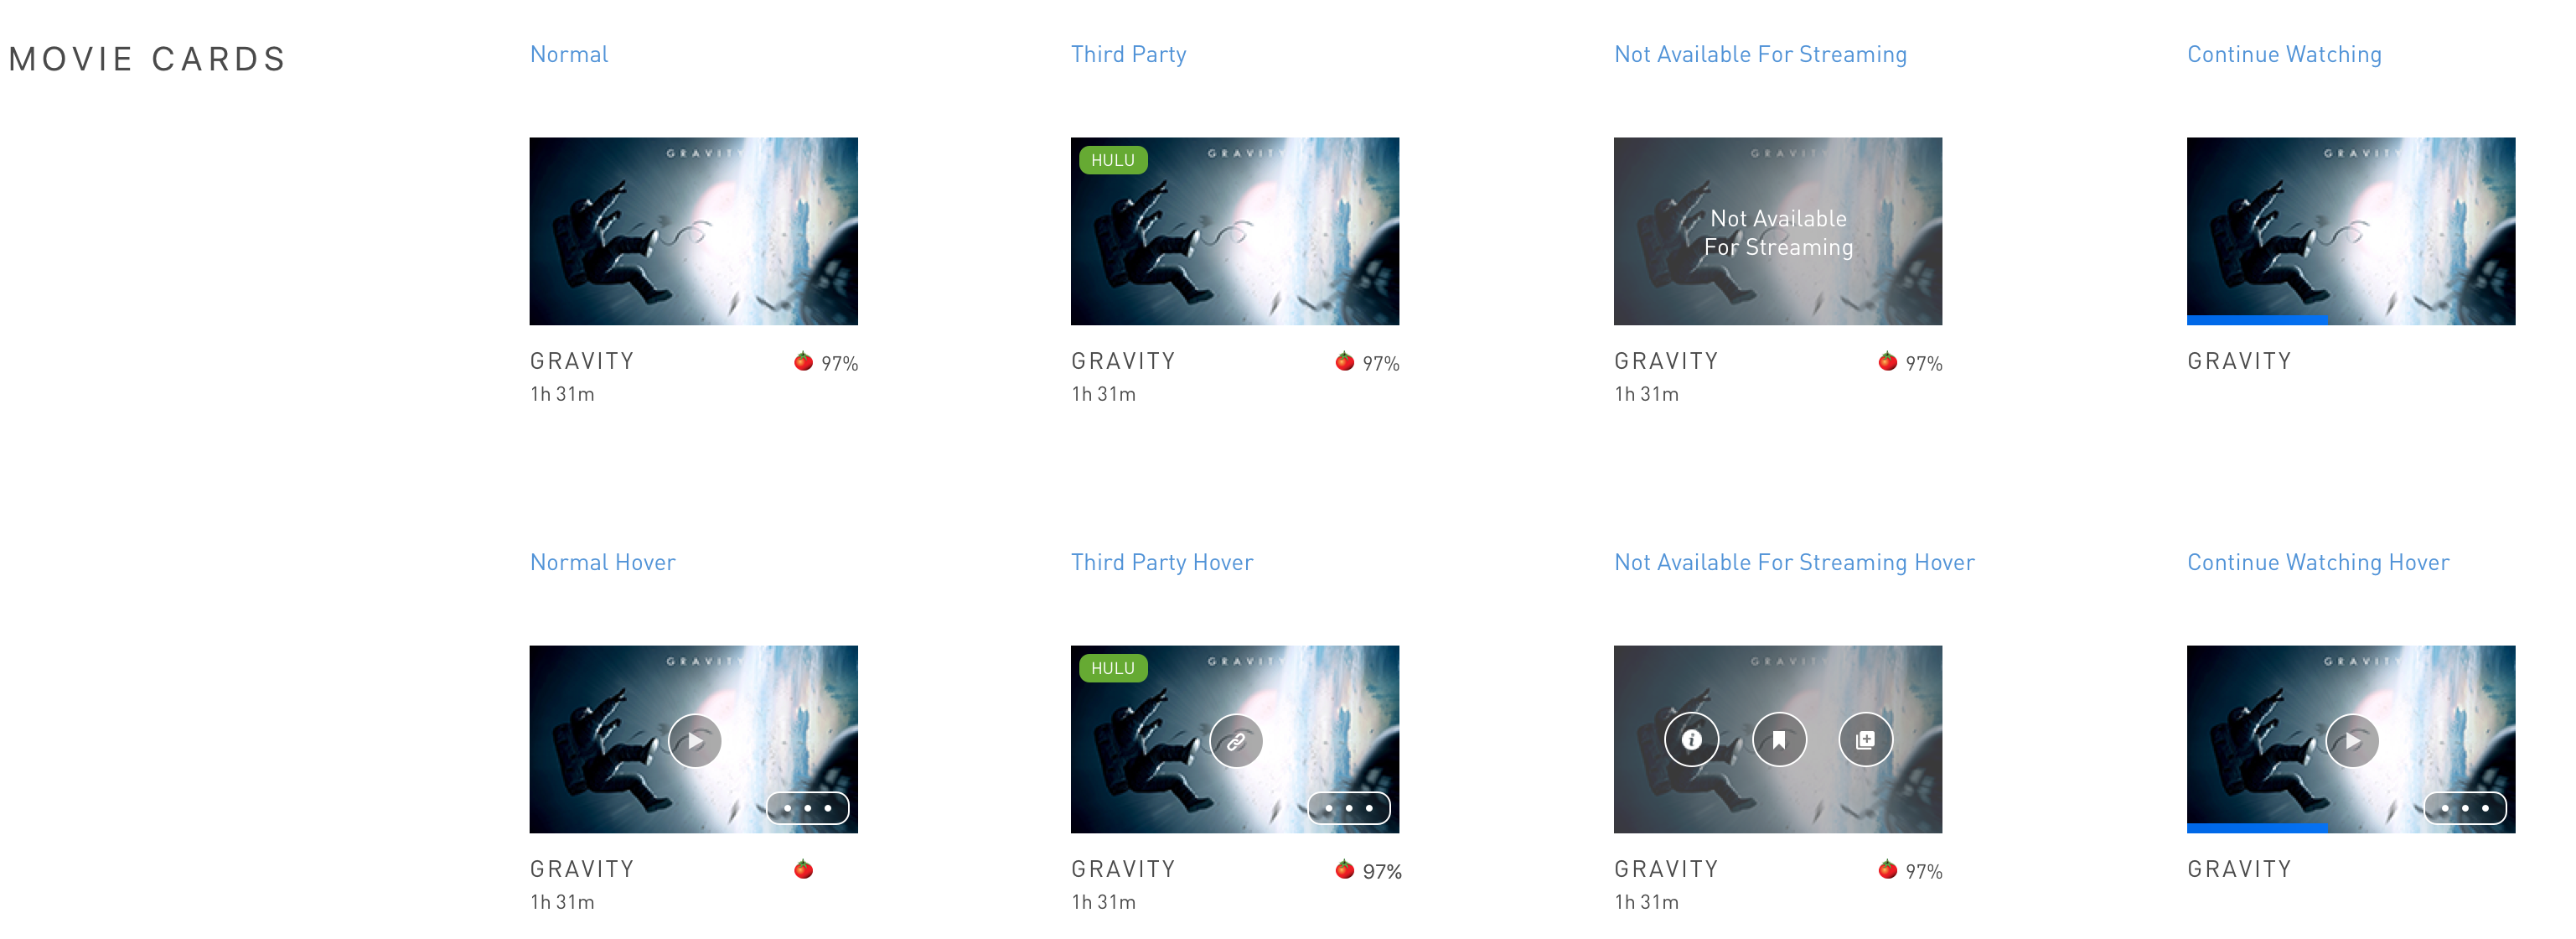 MOVIE CARDS
Normal
Third Party
Not Available For Streaming
Continue Watching
GRAVITY
HULU
GRAVITY
GRAVITY
Not Available
For Streaming
GRAVITY
GRAVITY
97%
1h 31m
GRAVITY
97%
1h 31m
GRAVITY
97%
1h 31m
GRAVITY
Normal Hover
Third Party Hover
Not Available For Streaming Hover
Continue Watching Hover
GRAVITY
HULU
GRAVITY
GRAVITY
GRAVITY
GRAVITY
1h 31m
GRAVITY
97%
1h 31m
GRAVITY
97%
1h 31m
GRAVITY